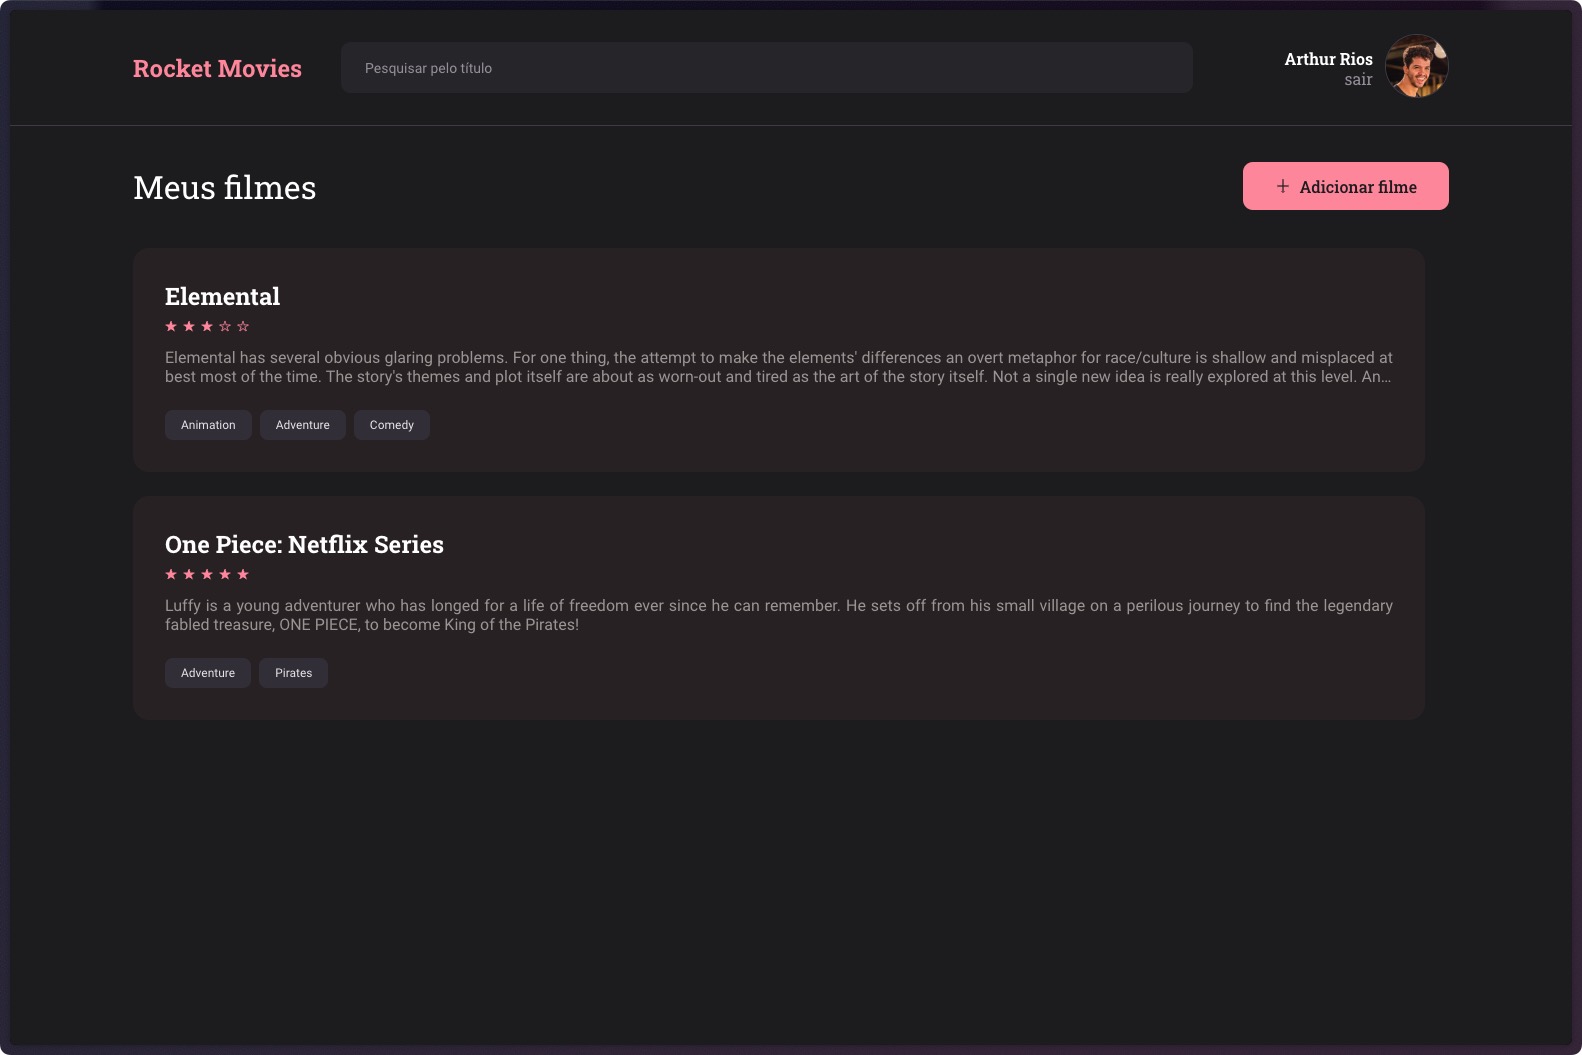 Rocket Movies
Pesquisar pelo título
Arthur Rios
sair
Meus filmes
+ Adicionar filme
Elemental
★ ★ ★ ☆ ☆
Elemental has several obvious glaring problems. For one thing, the attempt to make the elements' differences an overt metaphor for race/culture is shallow and misplaced at
best most of the time. The story's themes and plot itself are about as worn-out and tired as the art of the story itself. Not a single new idea is really explored at this level. An...
Animation
Adventure
Comedy
One Piece: Netflix Series
★ ★ ★ ★ ★
Luffy is a young adventurer who has longed for a life of freedom ever since he can remember. He sets off from his small village on a perilous journey to find the legendary
fabled treasure, ONE PIECE, to become King of the Pirates!
Adventure
Pirates